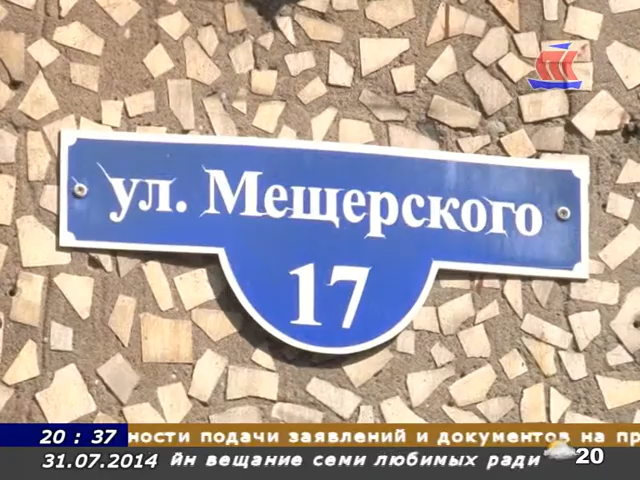 ул. Мещерского
17
20 : 37 ности подачи заявлений и документов на пр
31.07.2014 йн вещание семи любимых ради 20